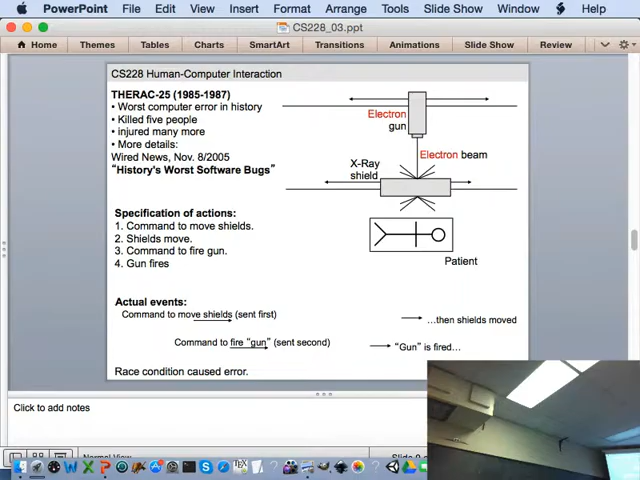 PowerPoint File Edit View Insert Format Arrange Tools Slide Show Window Help
CS228_03.ppt
Home Themes Tables Charts SmartArt Transitions Animations Slide Show Review
CS228 Human-Computer Interaction
THERAC-25 (1985-1987)
• Worst computer error in history
• Killed five people
• injured many more
• More details:
Wired News, Nov. 8/2005
“History's Worst Software Bugs”
Electron
gun
Electron beam
X-Ray
shield
Patient
Specification of actions:
1. Command to move shields.
2. Shields move.
3. Command to fire gun.
4. Gun fires
Actual events:
Command to move shields (sent first)
…then shields moved
Command to fire “gun” (sent second)
“Gun” is fired…
Race condition caused error.
Click to add notes
Normal View